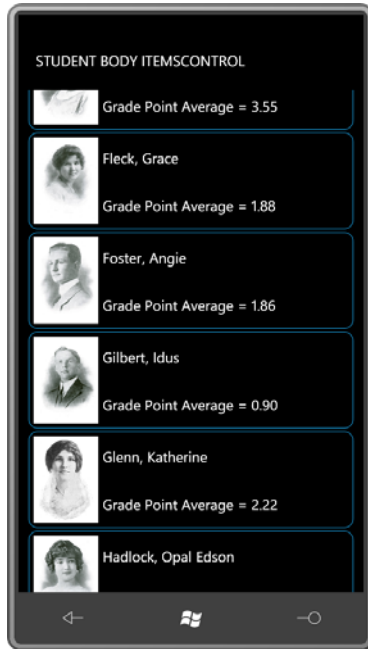 STUDENT BODY ITEMSCONTROL
Grade Point Average = 3.55
Fleck, Grace
Grade Point Average = 1.88
Foster, Angie
Grade Point Average = 1.86
Gilbert, Idus
Grade Point Average = 0.90
Glenn, Katherine
Grade Point Average = 2.22
Hadlock, Opal Edson